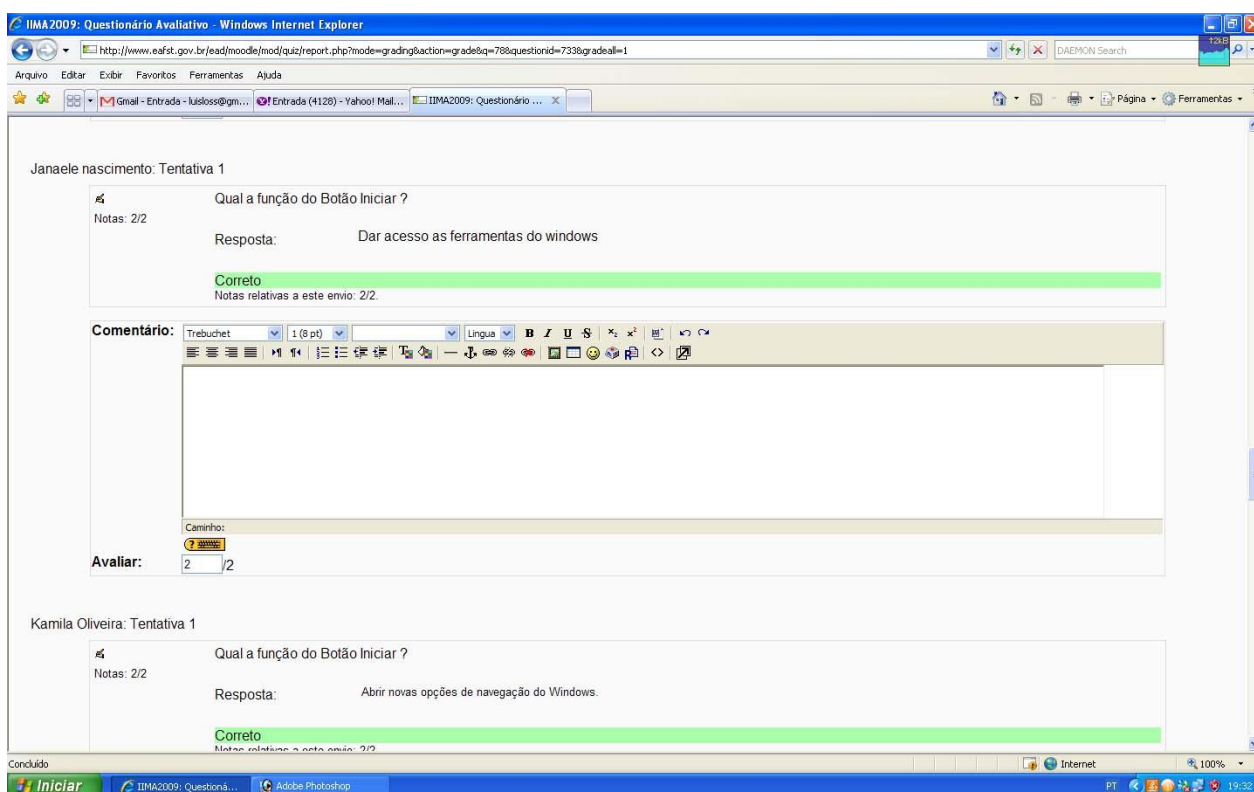 IIMA2009: Questionário Avaliativo - Windows Internet Explorer
http://www.eafst.gov.br/ead/moodle/mod/quiz/report.php?mode=grading&action=grade&q=78&questionid=733&gradeall=1
DAEMON Search
Arquivo Editar Exibir Favoritos Ferramentas Ajuda
Gmail - Entrada - luisloss@gm... Entrada (4128) - Yahoo! Mail... IIMA2009: Questionário ... Página Ferramentas
Janaele nascimento: Tentativa 1
Qual a função do Botão Iniciar ?
Notas: 2/2
Resposta: Dar acesso as ferramentas do windows
Correto
Notas relativas a este envio: 2/2.
Comentário: Trebuchet 1 (8 pt) Lingua B I U S
Caminho:
Avaliar: 2 /2
Kamila Oliveira: Tentativa 1
Qual a função do Botão Iniciar ?
Notas: 2/2
Resposta: Abrir novas opções de navegação do Windows.
Correto
Notas relativas a este envio: 2/2
Concluído Internet 100%
Iniciar IIMA2009: Questioná... Adobe Photoshop PT 19:32